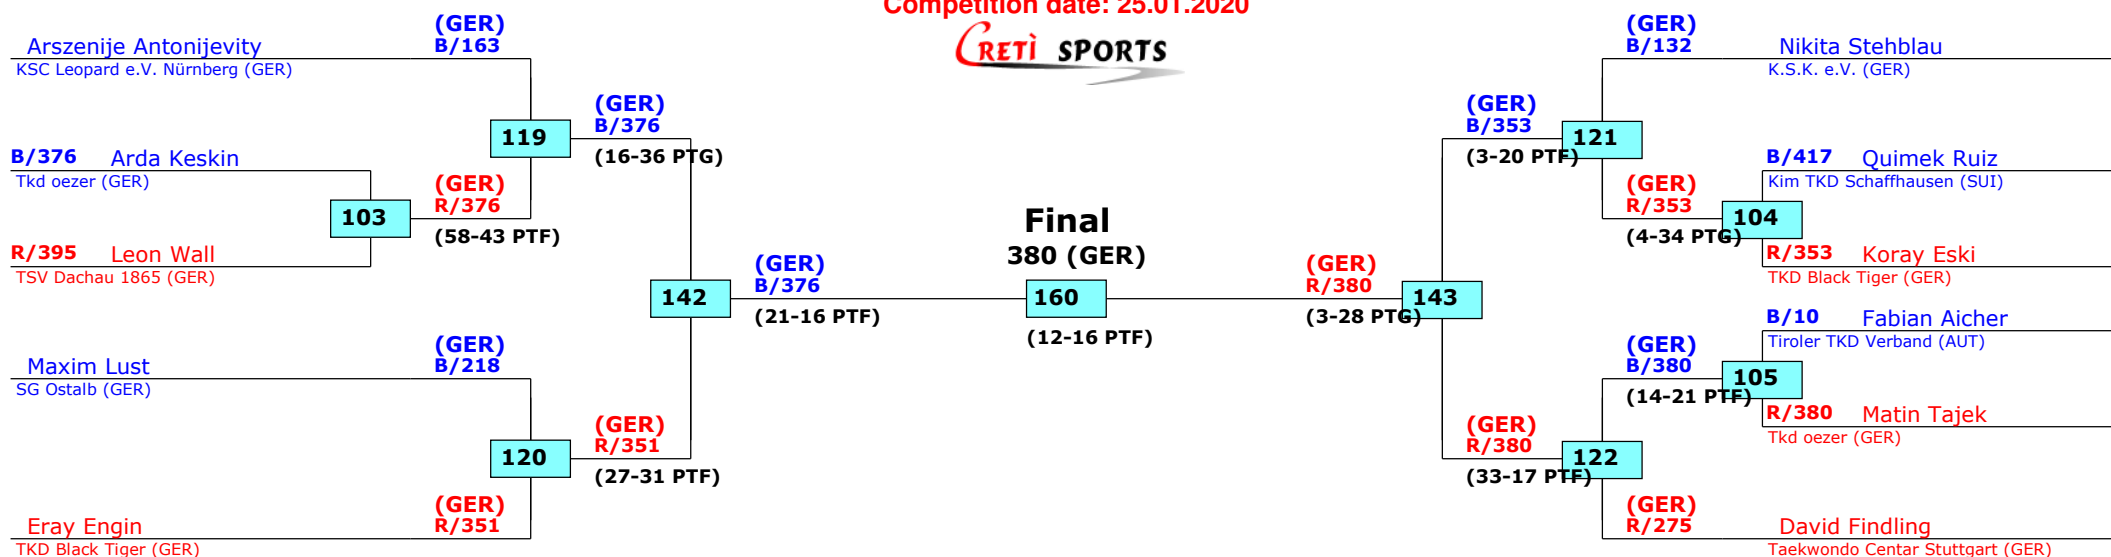 Competition date: 25.01.2020
CRETÌ SPORTS
(GER)
B/163
Arszenije Antonijevity
KSC Leopard e.V. Nürnberg (GER)
B/376 Arda Keskin
Tkd oezer (GER)
103
R/395 Leon Wall
TSV Dachau 1865 (GER)
(GER)
R/376
(58-43 PTF)
119
(GER)
B/376
(16-36 PTG)
Maxim Lust
SG Ostalb (GER)
(GER)
B/218
120
Eray Engin
TKD Black Tiger (GER)
(GER)
R/351
(GER)
R/351
(27-31 PTF)
142
(GER)
B/376
(21-16 PTF)
Final
380 (GER)
160
(12-16 PTF)
(GER)
R/380
(3-28 PTG)
143
(GER)
B/353
(3-20 PTF)
121
(GER)
B/132
Nikita Stehblau
K.S.K. e.V. (GER)
(GER)
R/353
(4-34 PTG)
104
B/417 Quimek Ruiz
Kim TKD Schaffhausen (SUI)
R/353 Koray Eski
TKD Black Tiger (GER)
B/10 Fabian Aicher
Tiroler TKD Verband (AUT)
105
R/380 Matin Tajek
Tkd oezer (GER)
(GER)
B/380
(14-21 PTF)
122
(GER)
R/380
(33-17 PTF)
(GER)
R/275
David Findling
Taekwondo Centar Stuttgart (GER)